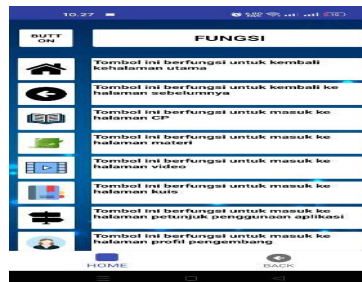 10.27
BUTT
ON
FUNGSI
Tombol ini berfungsi untuk kembali
kehalaman utama
Tombol ini berfungsi untuk kembali ke
halaman sebelumnya
Tombol ini berfungsi untuk masuk ke
halaman CP
Tombol ini berfungsi untuk masuk ke
halaman materi
Tombol ini berfungsi untuk masuk ke
halaman video
Tombol ini berfungsi untuk masuk ke
halaman kuis
Tombol ini berfungsi untuk masuk ke
halaman petunjuk penggunaan aplikasi
Tombol ini berfungsi untuk masuk ke
halaman profil pengembang
HOME
BACK